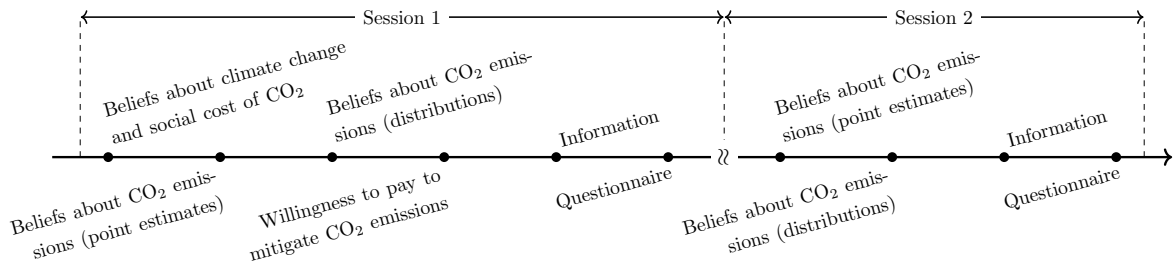 Session 1
Session 2
Beliefs about climate change
and social cost of CO₂
Beliefs about CO₂ emis-
sions (distributions)
Information
Beliefs about CO₂ emis-
sions (point estimates)
Information
≈
Beliefs about CO₂ emis-
sions (point estimates)
Willingness to pay to
mitigate CO₂ emissions
Questionnaire
Beliefs about CO₂ emis-
sions (distributions)
Questionnaire